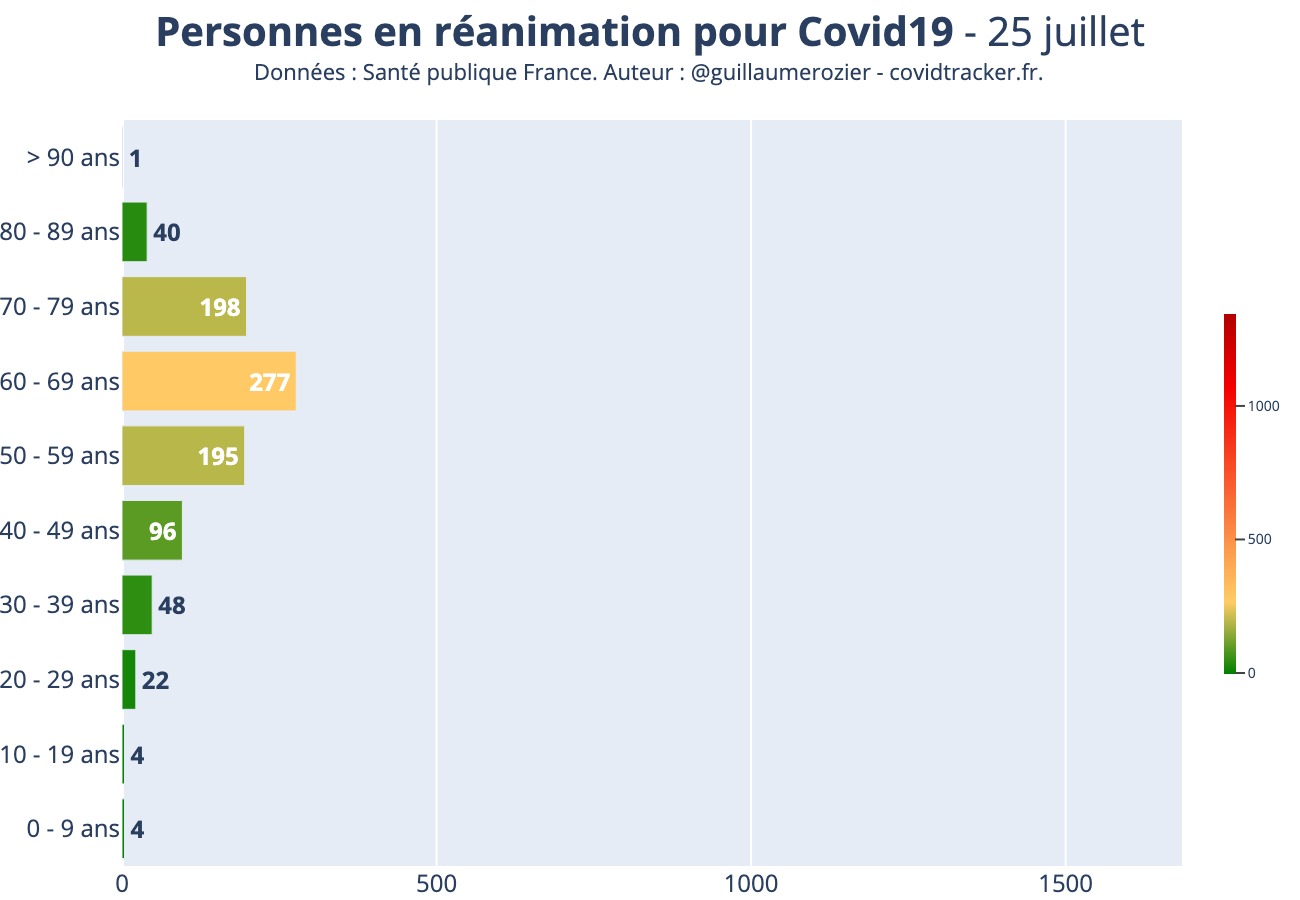 Personnes en réanimation pour Covid19 - 25 juillet
Données : Santé publique France. Auteur : @guillaumerozier - covidtracker.fr.
> 90 ans 1
80 - 89 ans 40
70 - 79 ans 198
60 - 69 ans 277
50 - 59 ans 195
40 - 49 ans 96
30 - 39 ans 48
20 - 29 ans 22
10 - 19 ans 4
0 - 9 ans 4
0 500 1000 1500
1000
500
0